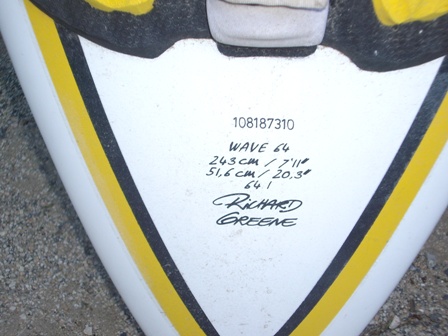 108187310
WAVE 64
243 cm / 7'11"
51,6 cm / 20.3"
64 l
RICHARD
GREENE